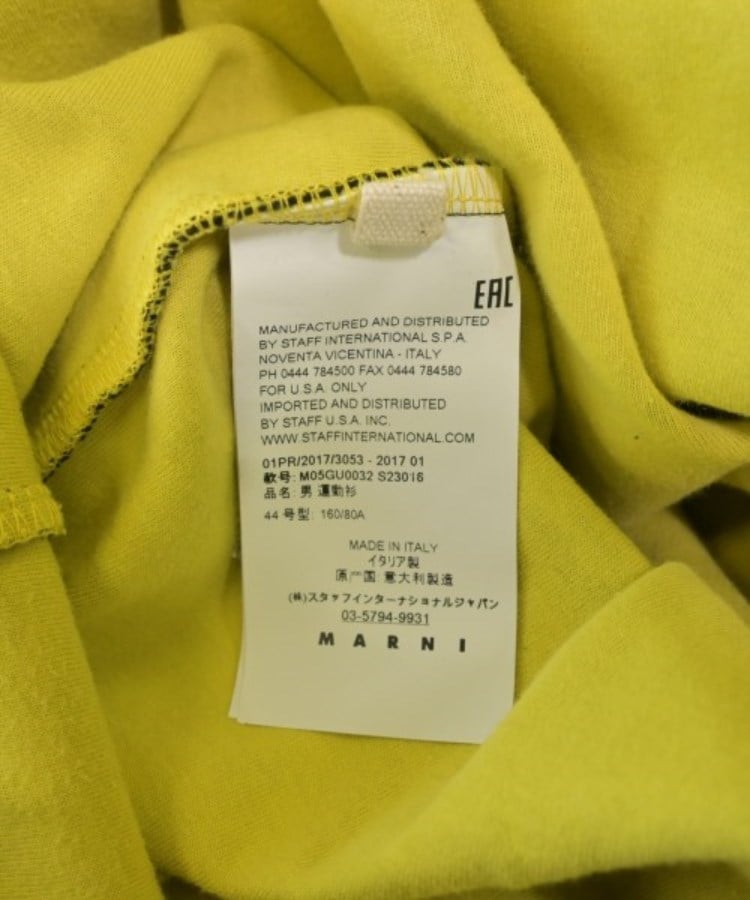 EAC
MANUFACTURED AND DISTRIBUTED
BY STAFF INTERNATIONAL S.P.A.
NOVENTA VICENTINA - ITALY
PH 0444 784500 FAX 0444 784580
FOR U.S.A. ONLY
IMPORTED AND DISTRIBUTED
BY STAFF U.S.A. INC.
WWW.STAFFINTERNATIONAL.COM
01PR/2017/3053 - 2017 01
款号: M05GU0032 S23016
品名: 男 運動衫
44 号型: 160/80A
MADE IN ITALY
イタリア製
原产国 意大利製造
(株)スタッフインターナショナルジャパン
03-5794-9931
MARNI